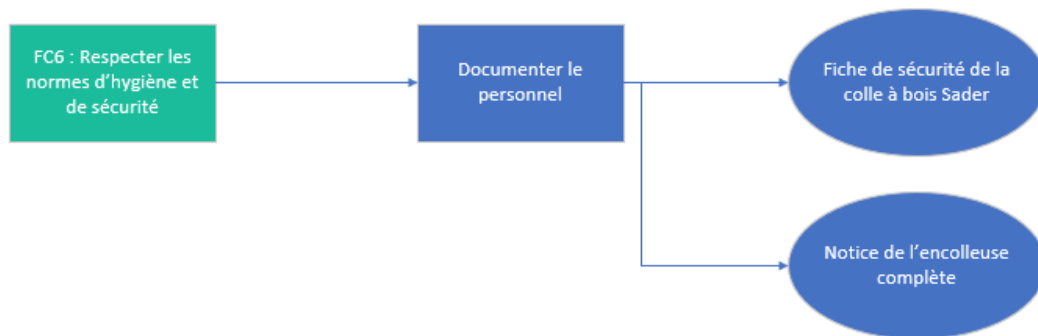 FC6 : Respecter les
normes d’hygiène et
de sécurité
Documenter le
personnel
Fiche de sécurité de la
colle à bois Sader
Notice de l’encolleuse
complète